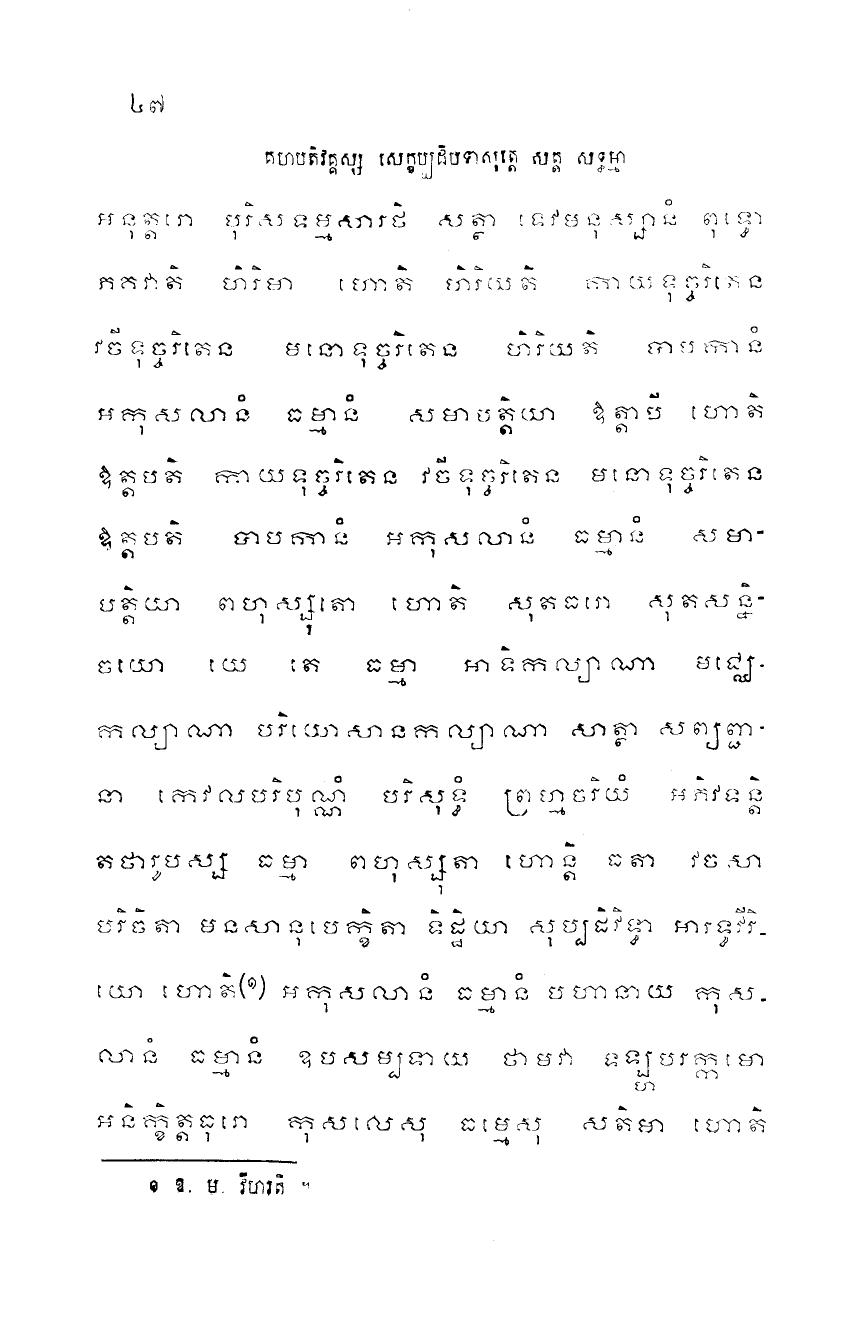 ៤៧
គហបតិវគ្គស្ស សេក្ខប្បដិបទាសុត្តេ សត្ត សទ្ធម្មា
អនុត្តរោ បុរិសទម្មសារថិ សត្ថា ទេវមនុស្សានំ ពុទ្ធោ
ភគវាតិ ហិរិមា ហោតិ ហិរិយតិ កាយទុច្ចរិតេន
វចីទុច្ចរិតេន មនោទុច្ចរិតេន ហិរិយតិ បាបកានំ
អកុសលានំ ធម្មានំ សមាបត្តិយា ឱត្តាបី ហោតិ
ឱត្តបតិ កាយទុច្ចរិតេន វចីទុច្ចរិតេន មនោទុច្ចរិតេន
ឱត្តបតិ បាបកានំ អកុសលានំ ធម្មានំ សមា-
បត្តិយា ពហុស្សុតោ ហោតិ សុតធរោ សុតសន្និ-
ចយោ យេ តេ ធម្មា អាទិកល្យាណា មជ្ឈេ-
កល្យាណា បរិយោសានកល្យាណា សាត្ថា សព្យញ្ជា-
នា កេវលបរិបុណ្ណំ បរិសុទ្ធំ ព្រហ្មចរិយំ អភិវទន្តិ
តថារូបស្ស ធម្មា ពហុស្សុតា ហោន្តិ ធតា វចសា
បរិចិតា មនសានុបេក្ខិតា ទិដ្ឋិយា សុប្បដិវិទ្ធា អារទ្ធវីរិ-
យោ ហោតិ(១) អកុសលានំ ធម្មានំ បហានាយ កុស-
លានំ ធម្មានំ ឧបសម្បទាយ ថាមវា ទឡ្ហបរក្កមោ
អនិក្ខិត្តធុរោ កុសលេសុ ធម្មេសុ សតិមា ហោតិ
១ ឱ. ម. វិហរតិ ។